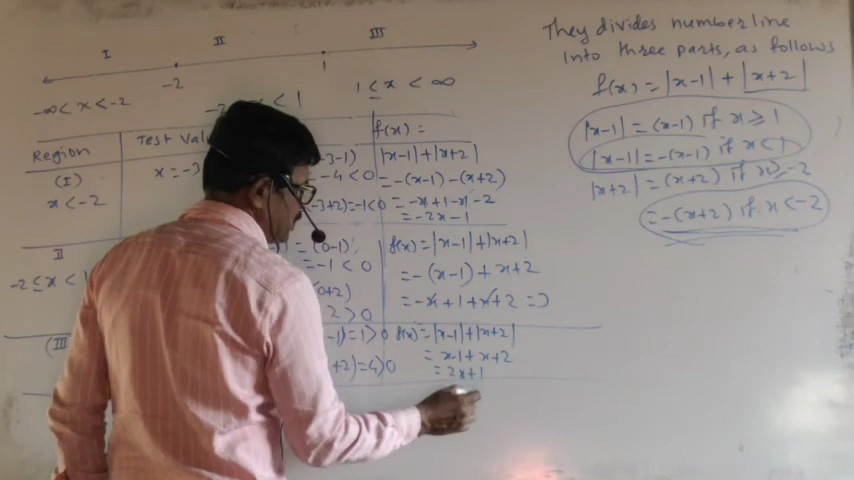 I II III
-2 1
-∞ < x < -2
1 ≤ x < ∞
Region
Test
f(x) =
(I)
x < -2
x = -3
-3-1)
-4 < 0
|x-1| + |x+2|
= -(x-1) - (x+2)
-3+2) = -1 < 0
= -x+1-x-2
= -2x-1
II
-2 ≤ x < 1
= (0-1)
= -1 < 0
(0+2)
2 > 0
f(x) = |x-1| + |x+2|
= -(x-1) + x+2
= -x+1+x+2 =
(III
-1) = 1 > 0
+2) = 4 > 0
f(x) = |x-1| + |x+2|
= x-1 + x+2
= 2x+1
They divides number line
into three parts, as follows
f(x) = |x-1| + |x+2|
|x-1| = (x-1) if x ≥ 1
|x-1| = -(x-1) if x < 1
|x+2| = (x+2) if x ≥ -2
= -(x+2) if x < -2